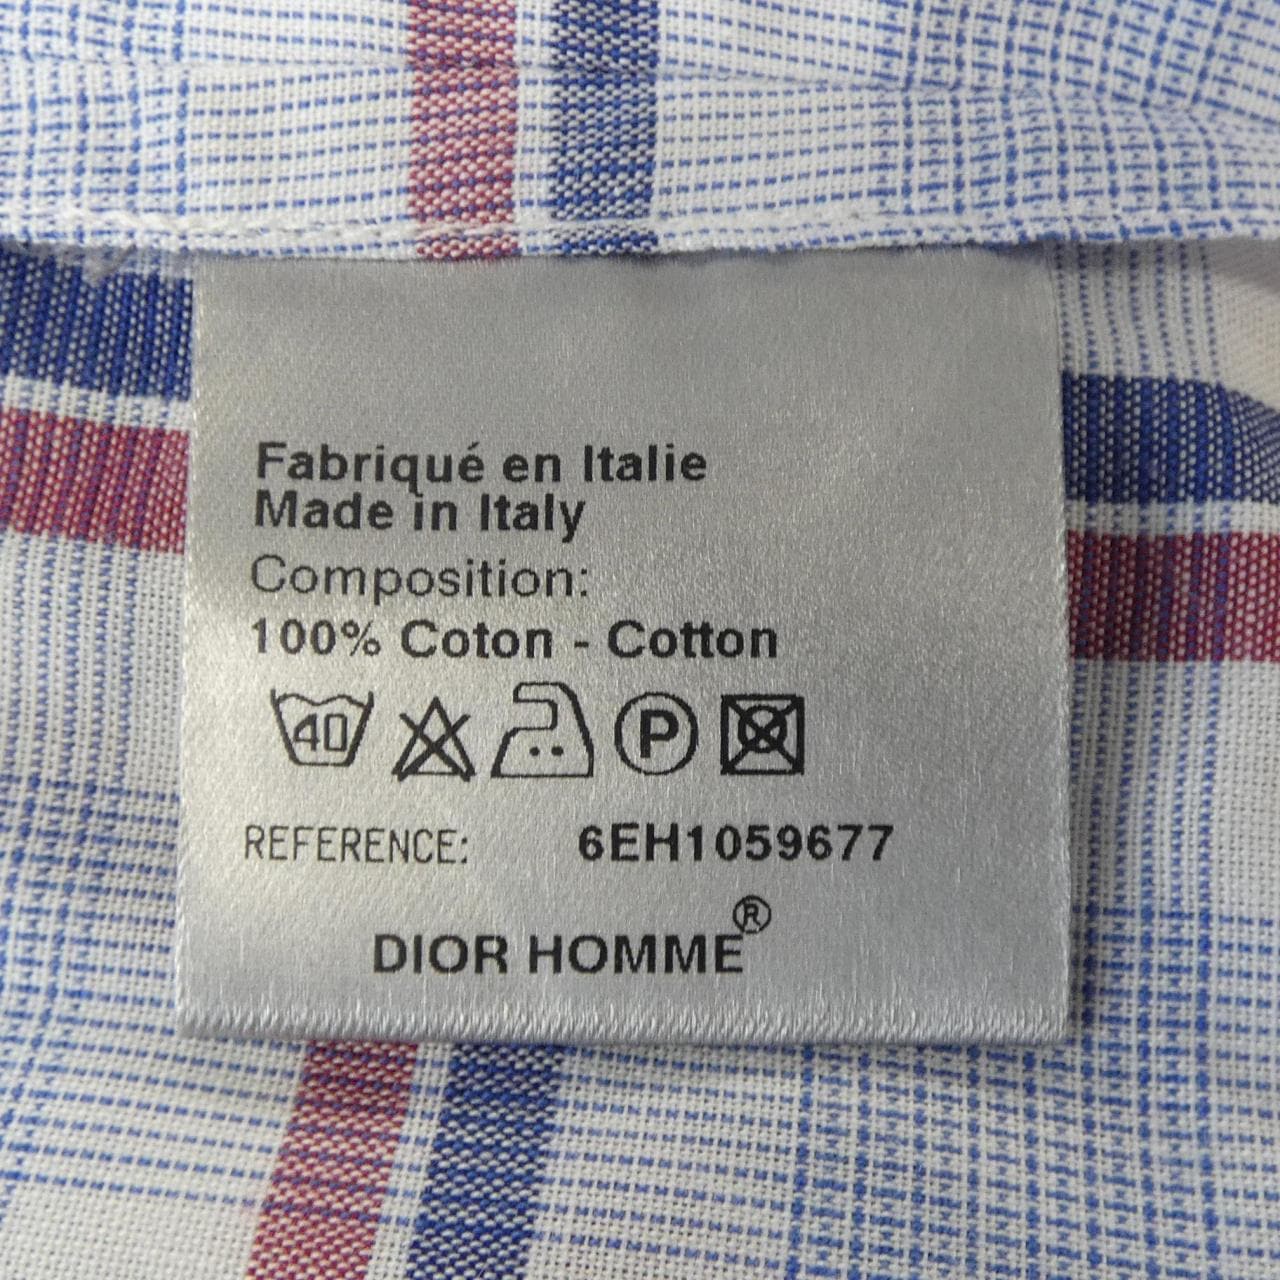 Fabriqué en Italie
Made in Italy
Composition:
100% Coton - Cotton
40 P
REFERENCE: 6EH1059677
DIOR HOMME®